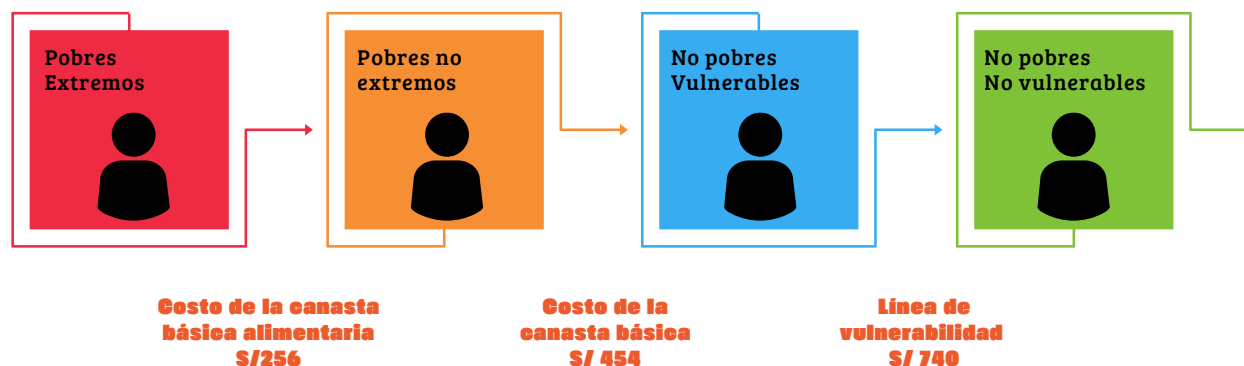 Pobres
Extremos
Pobres no
extremos
No pobres
Vulnerables
No pobres
No vulnerables
Costo de la canasta
básica alimentaria
S/256
Costo de la
canasta básica
S/ 454
Línea de
vulnerabilidad
S/ 740